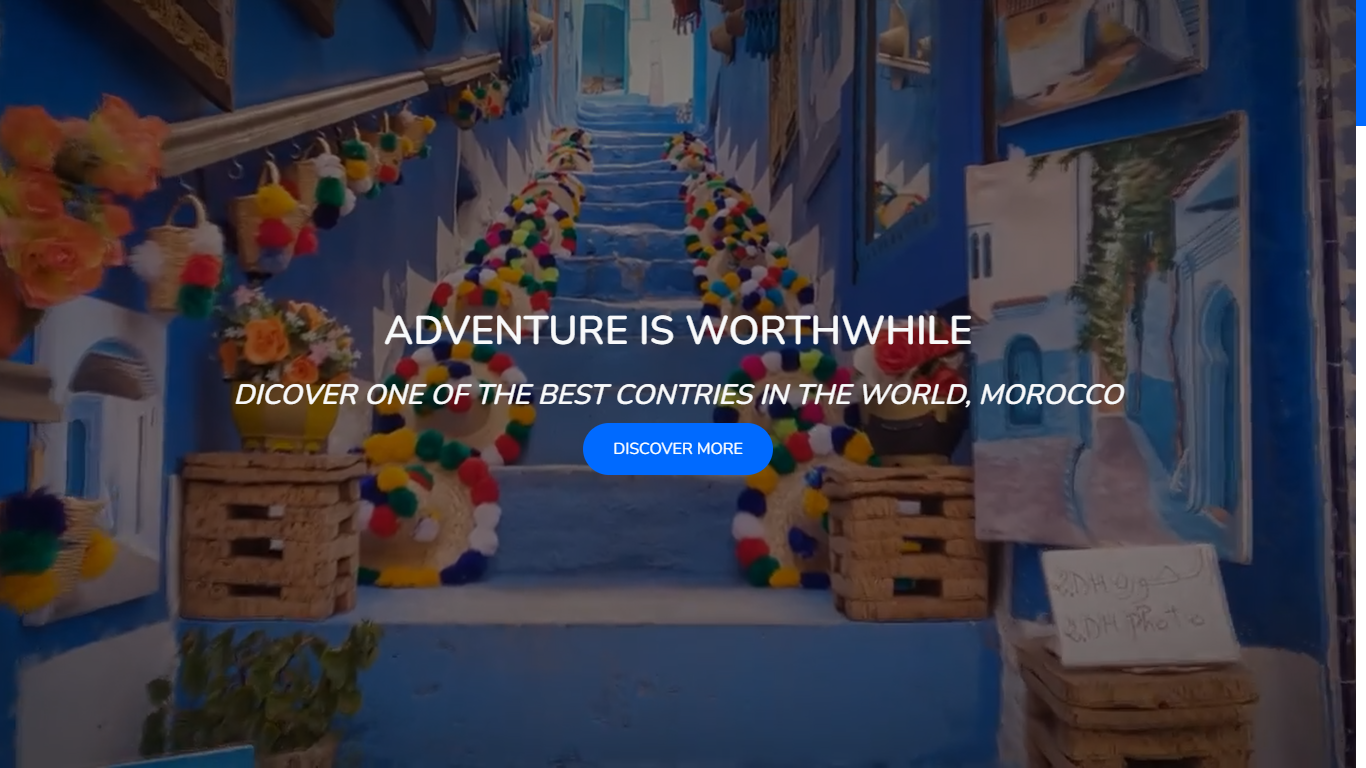 ADVENTURE IS WORTHWHILE
DICOVER ONE OF THE BEST CONTRIES IN THE WORLD, MOROCCO
DISCOVER MORE
2.DH الصورة
2.DH Photo